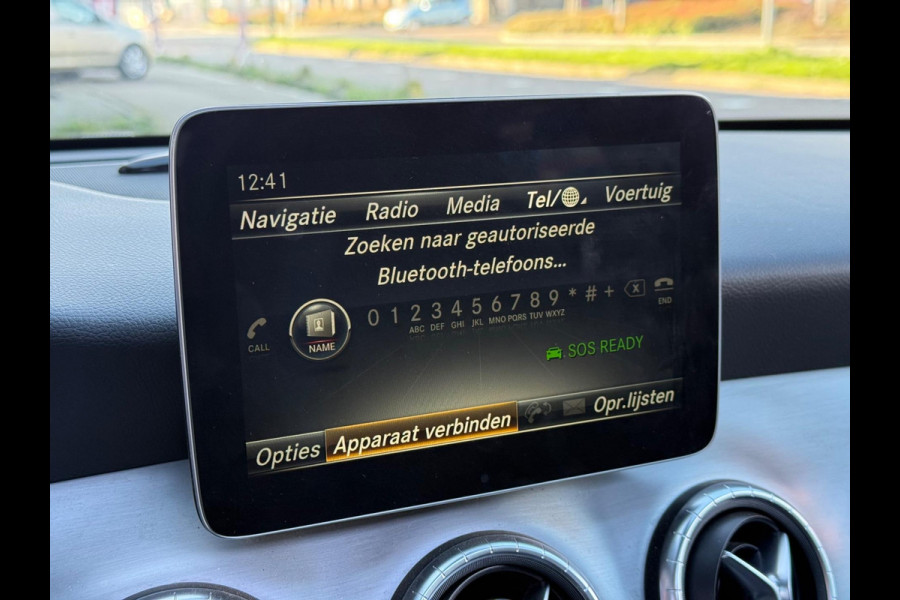 12:41
Navigatie Radio Media Tel/ Voertuig
Zoeken naar geautoriseerde
Bluetooth-telefoons...
0 1 2 3 4 5 6 7 8 9 * # +
ABC DEF GHI JKL MNO PQRS TUV WXYZ
CALL NAME END
SOS READY
Opties Apparaat verbinden Opr.lijsten